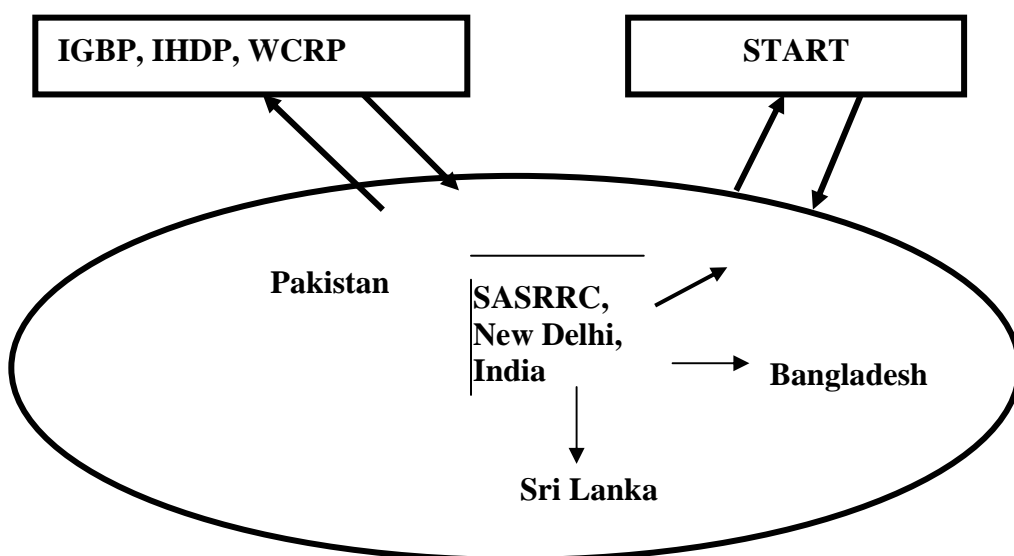 IGBP, IHDP, WCRP
START
Pakistan
SASRRC,
New Delhi,
India
Bangladesh
Sri Lanka